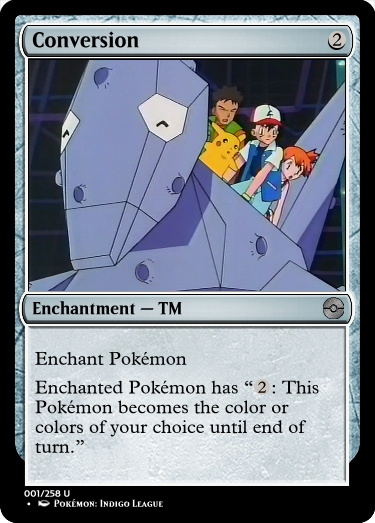 Conversion 2
Enchantment — TM
Enchant Pokémon
Enchanted Pokémon has “2: This
Pokémon becomes the color or
colors of your choice until end of
turn.”
001/258 U
• Pokémon: Indigo League